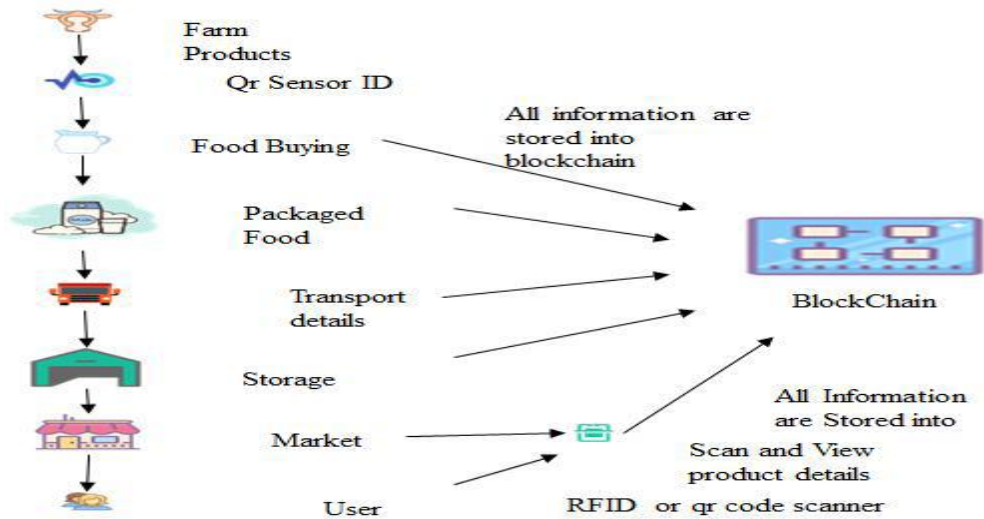 Farm
Products
Qr Sensor ID
All information are
stored into
blockchain
Food Buying
Packaged
Food
Transport
details
BlockChain
Storage
All Information
are Stored into
Market
Scan and View
product details
User
RFID or qr code scanner